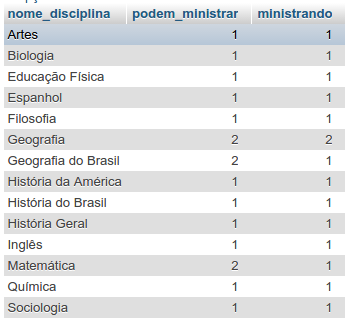 nome_disciplina podem_ministrar ministrando
Artes 1 1
Biologia 1 1
Educação Física 1 1
Espanhol 1 1
Filosofia 1 1
Geografia 2 2
Geografia do Brasil 2 1
História da América 1 1
História do Brasil 1 1
História Geral 1 1
Inglês 1 1
Matemática 2 1
Química 1 1
Sociologia 1 1